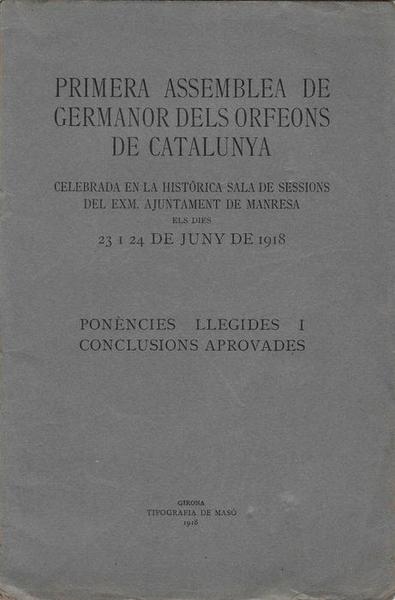 PRIMERA ASSEMBLEA DE
GERMANOR DELS ORFEONS
DE CATALUNYA
CELEBRADA EN LA HISTÒRICA SALA DE SESSIONS
DEL EXM. AJUNTAMENT DE MANRESA
ELS DIES
23 I 24 DE JUNY DE 1918
PONÈNCIES LLEGIDES I
CONCLUSIONS APROVADES
GIRONA
TIPOGRAFIA DE MASÓ
1918